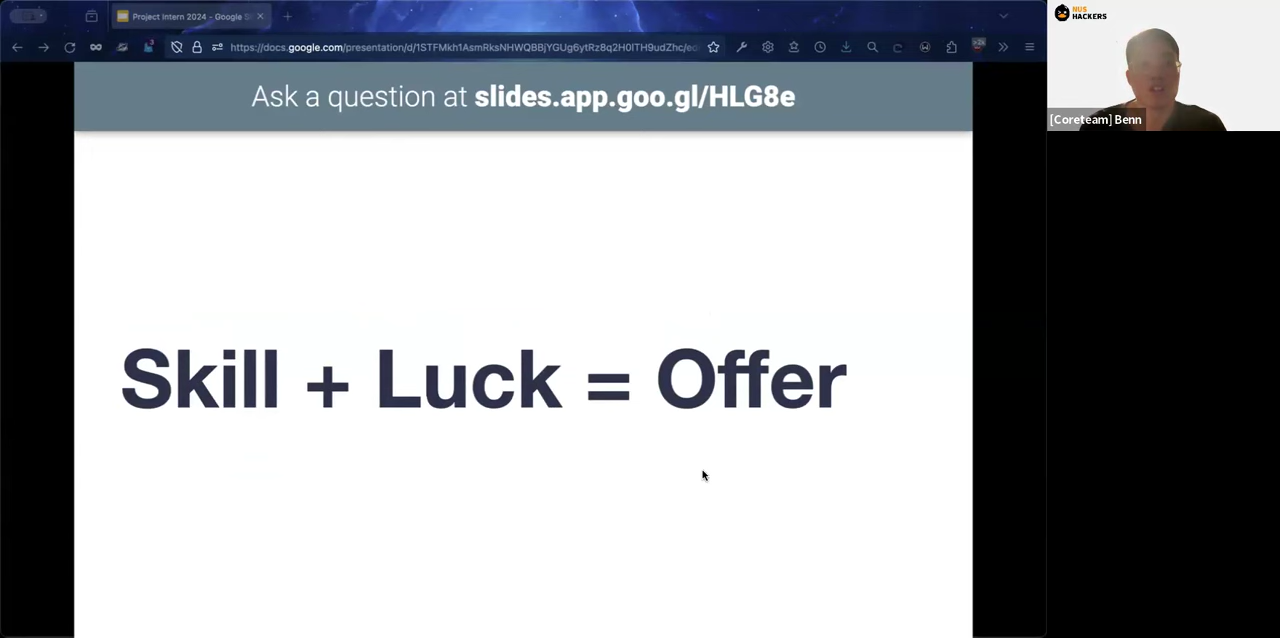 Project Intern 2024 - Google S
https://docs.google.com/presentation/d/1STFMkh1AsmRksNHWQBBjYGUg6ytRz8q2H0lTH9udZhc/ed
Ask a question at slides.app.goo.gl/HLG8e
Skill + Luck = Offer
NUS
HACKERS
[Coreteam] Benn